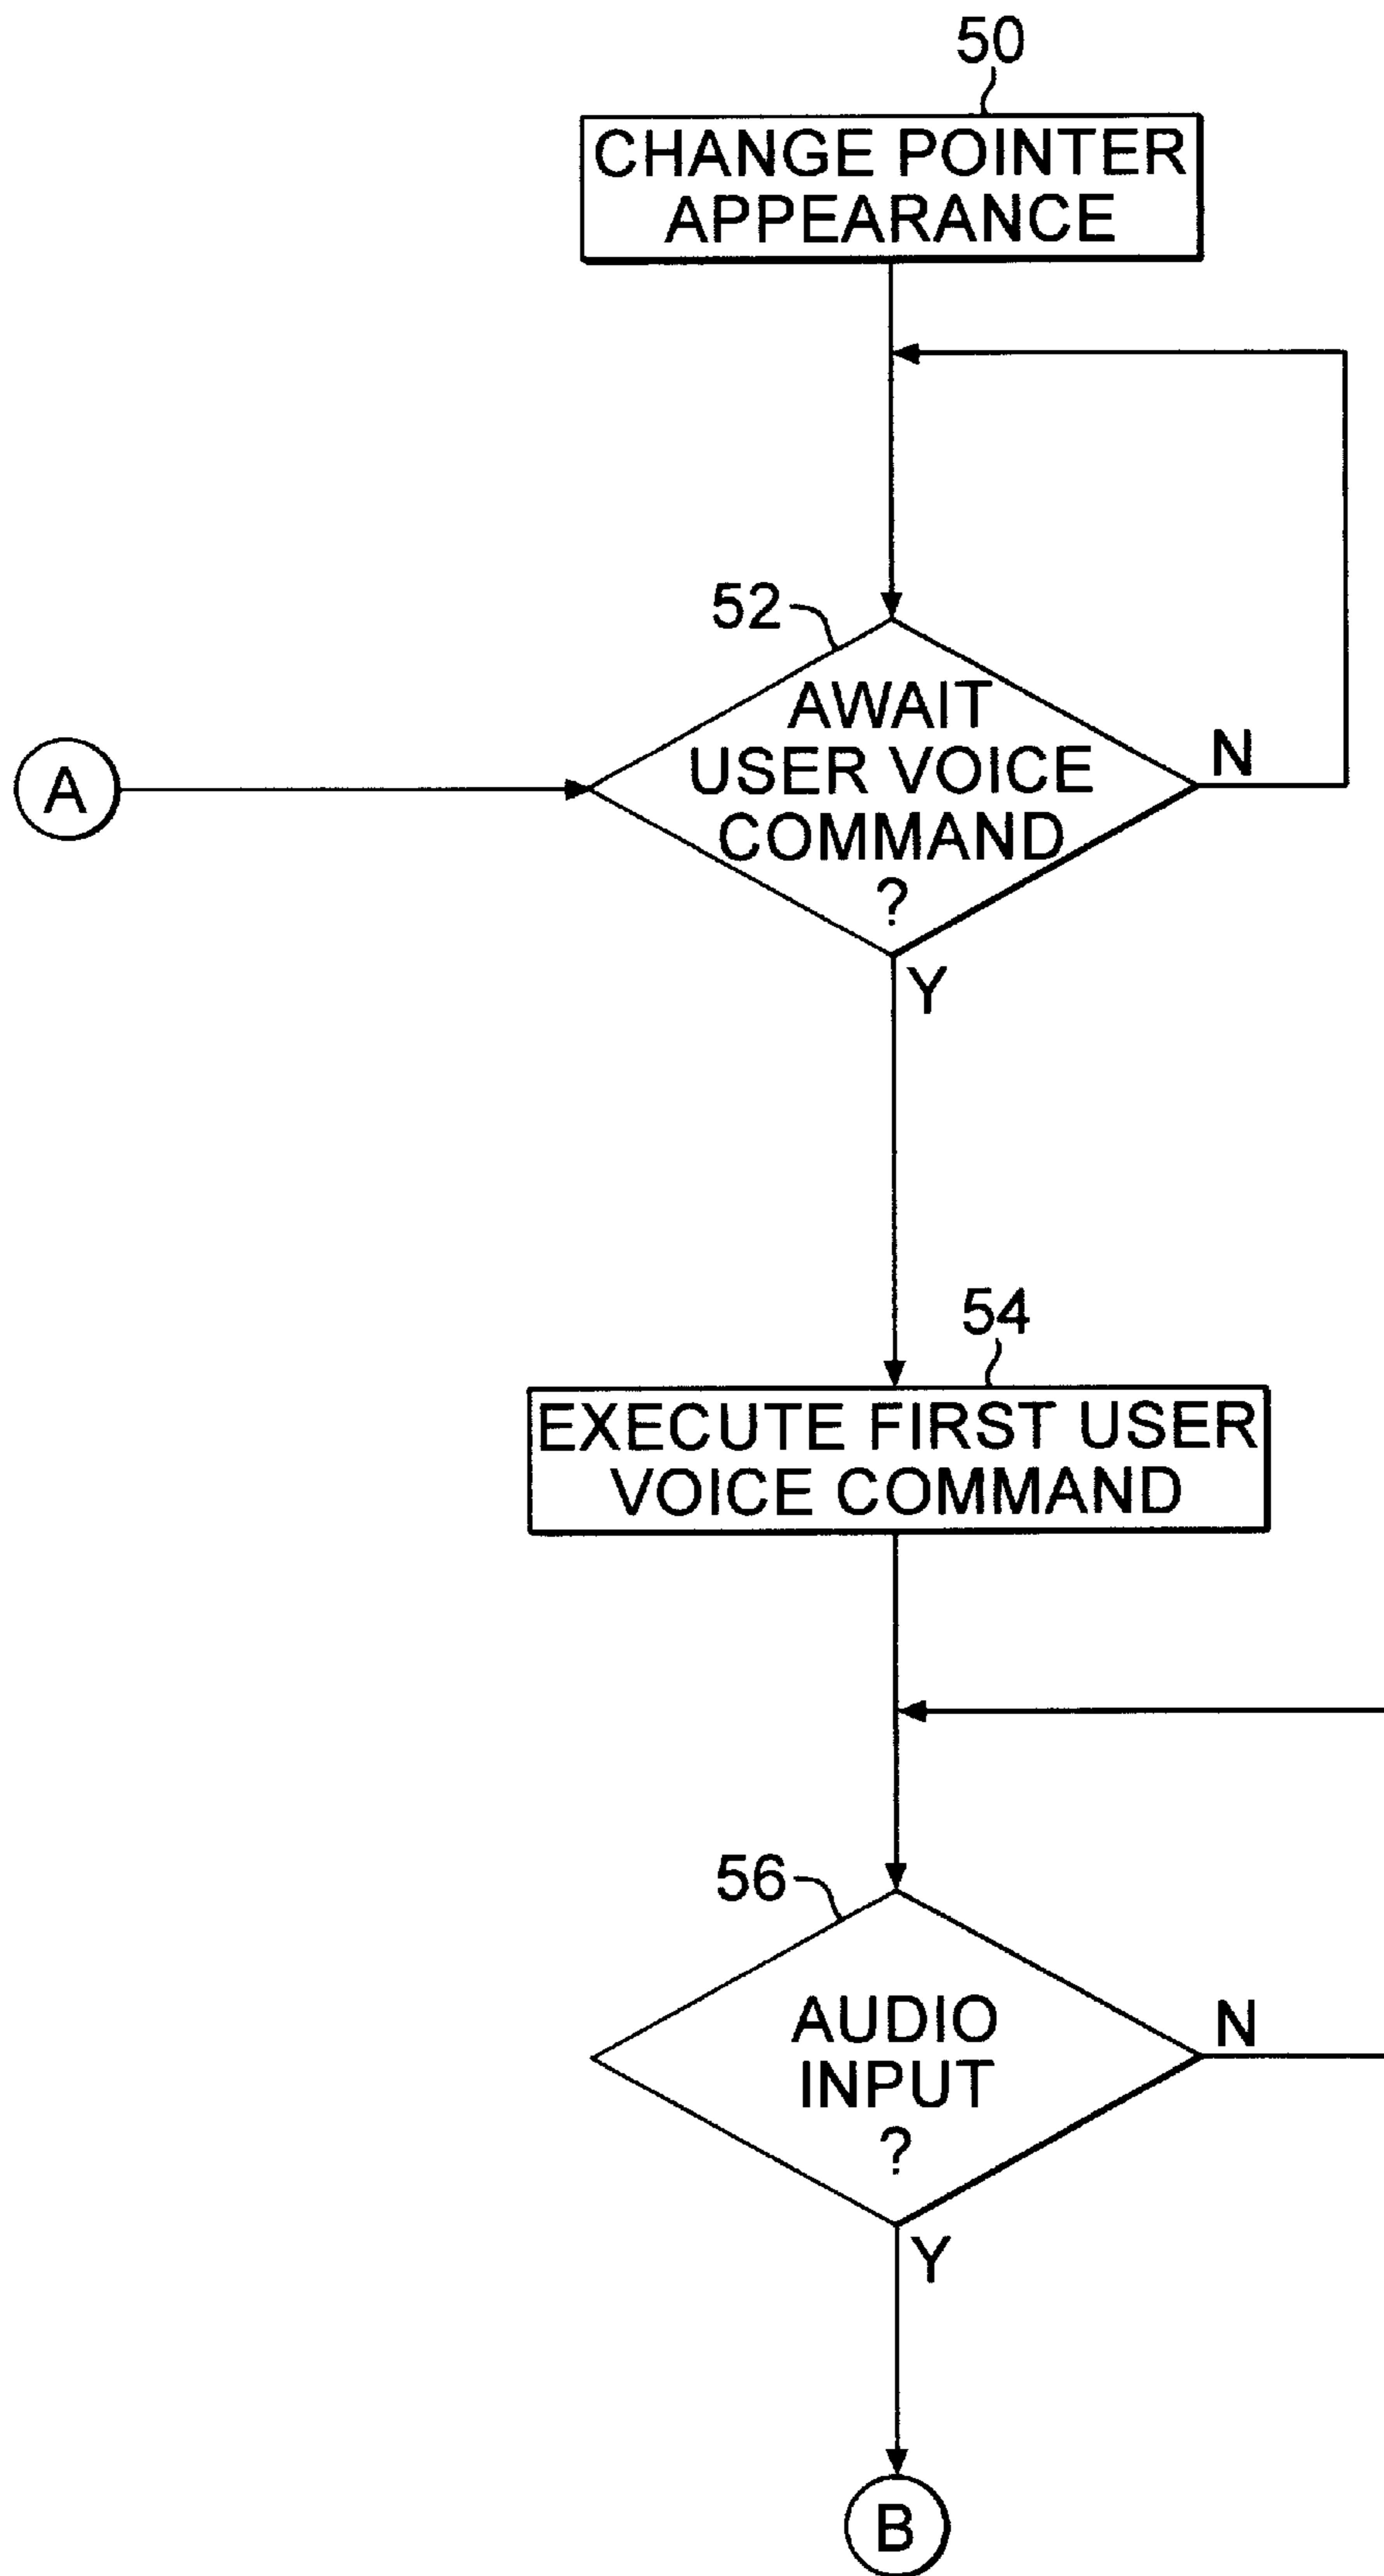 50
CHANGE POINTER
APPEARANCE
52
AWAIT
USER VOICE
COMMAND
?
N
A
Y
54
EXECUTE FIRST USER
VOICE COMMAND
56
AUDIO
INPUT
?
N
Y
B